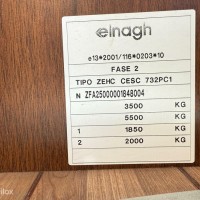 elnagh
e13*2001/116*0203*10
FASE 2
TIPO ZEHC CESC 732PC1
N ZFA25000001848004
- 3500 KG
- 5500 KG
1 - 1850 KG
2 - 2000 KG